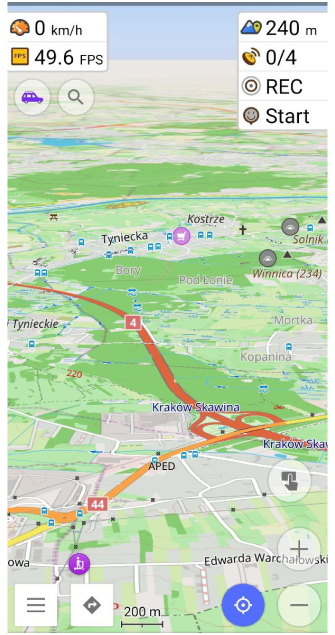 0 km/h
240 m
FPS 49.6 FPS
0/4
REC
Start
Kostrze
Tyniecka
Solnik
Bory
Pod Łonie
Winnica (234)
Mortka
i Tynieckie
4
Kopanina
220
Kraków Skawina
Kraków Skaw
APED
44
owa
Edwarda Warchałowski
200 m